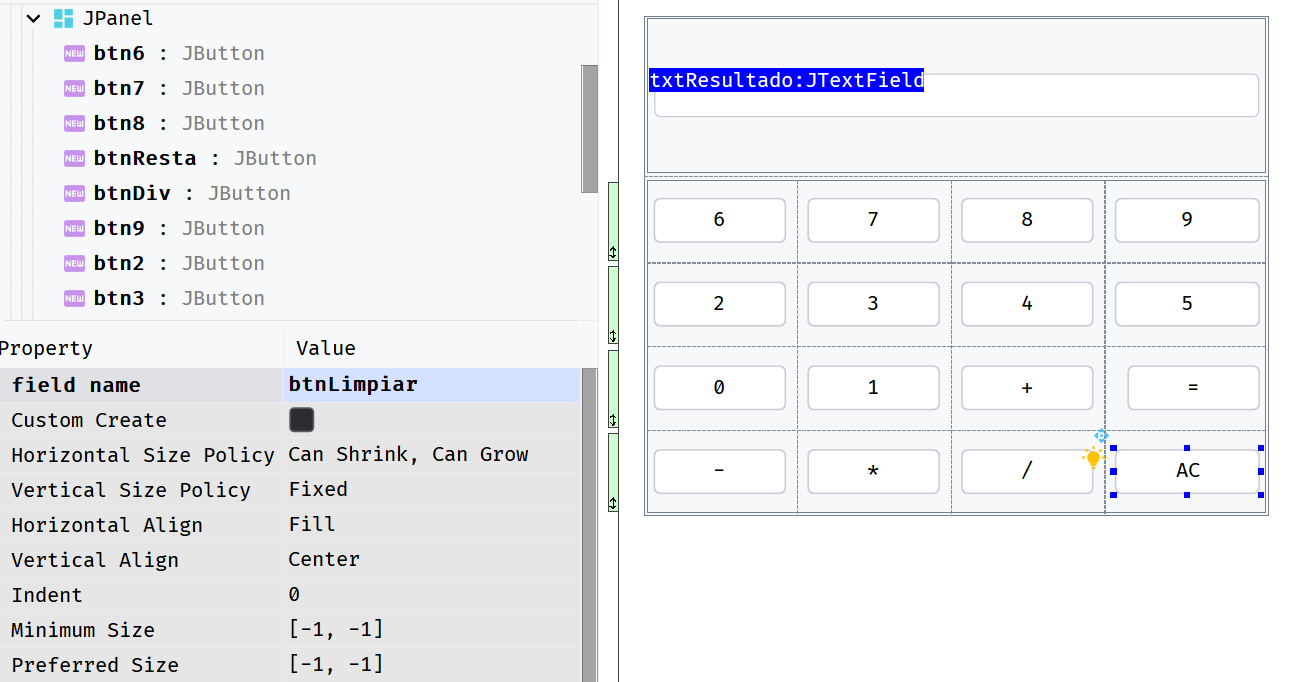 JPanel
NEW btn6 : JButton
NEW btn7 : JButton
NEW btn8 : JButton
NEW btnResta : JButton
NEW btnDiv : JButton
NEW btn9 : JButton
NEW btn2 : JButton
NEW btn3 : JButton
Property Value
field name btnLimpiar
Custom Create
Horizontal Size Policy Can Shrink, Can Grow
Vertical Size Policy Fixed
Horizontal Align Fill
Vertical Align Center
Indent 0
Minimum Size [-1, -1]
Preferred Size [-1, -1]
txtResultado:JTextField
6 7 8 9
2 3 4 5
0 1 + =
- * / AC